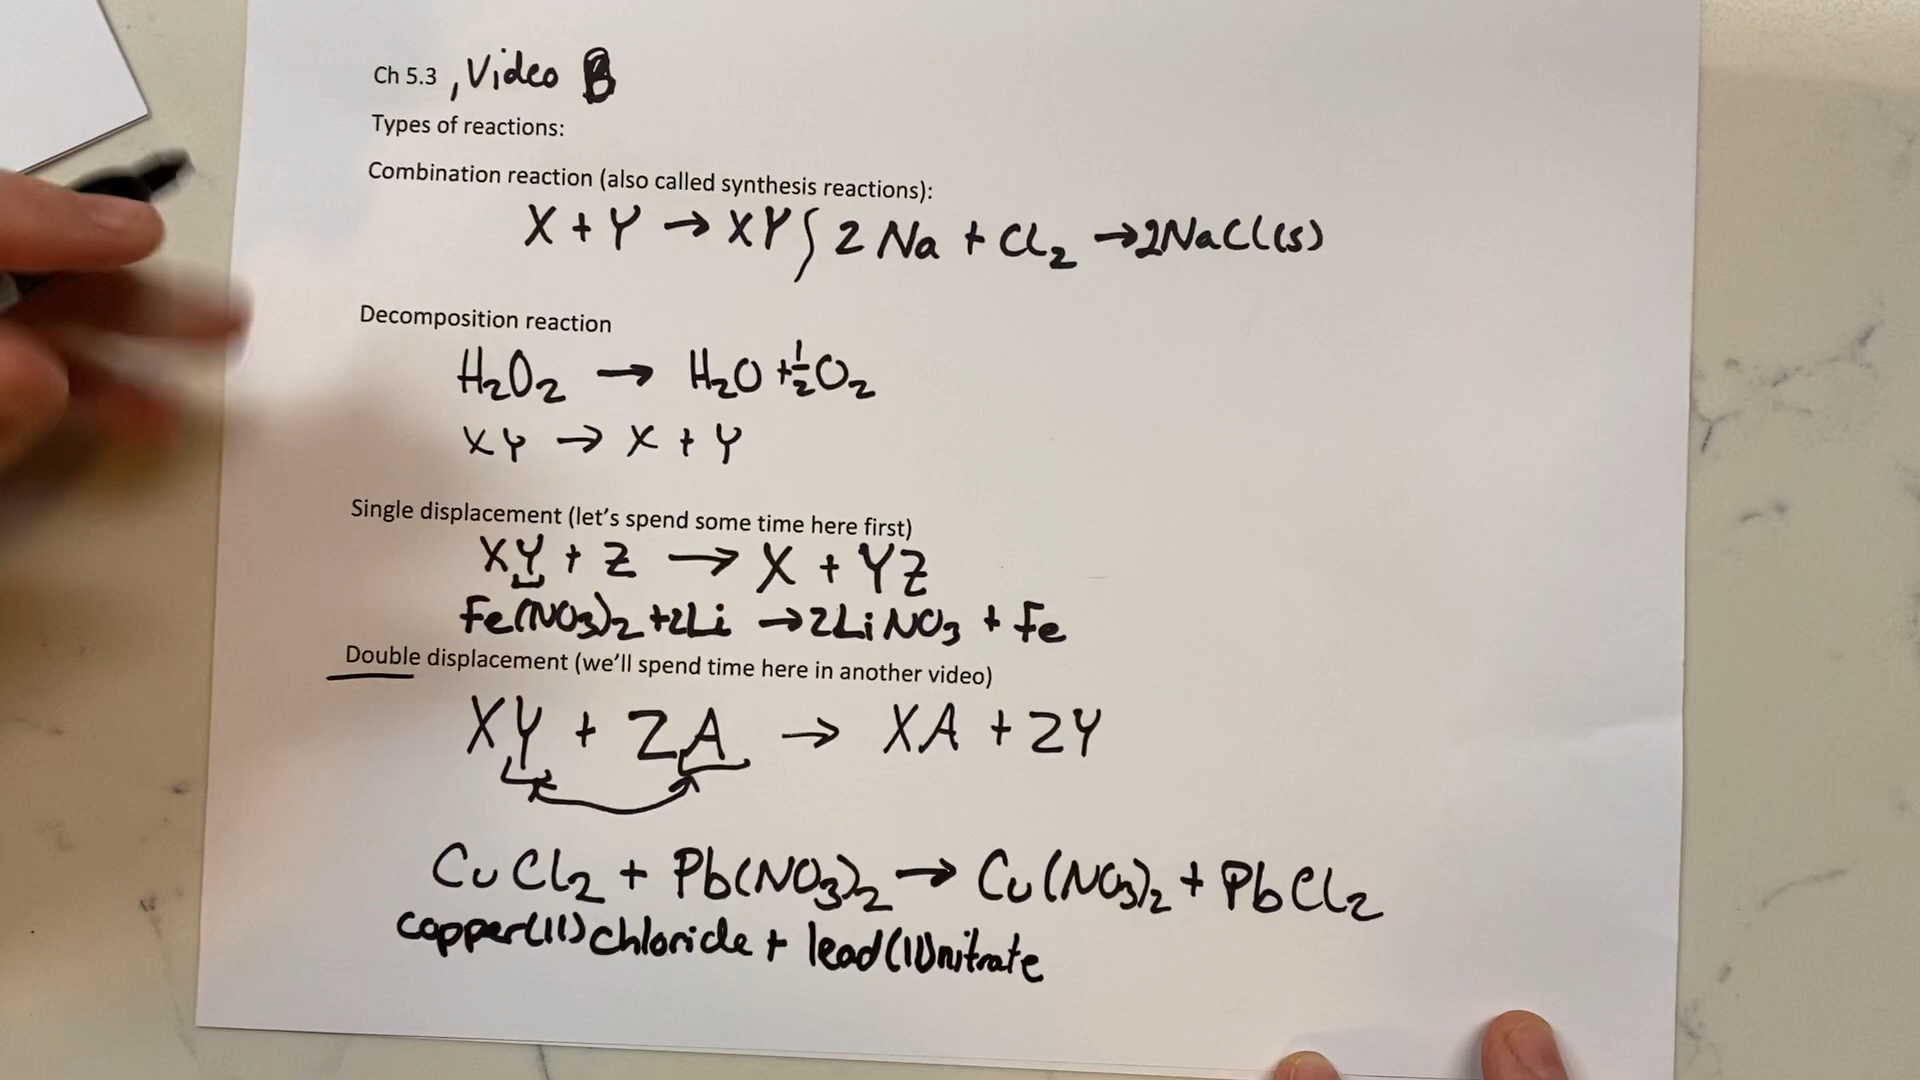 Ch 5.3, Video B
Types of reactions:
Combination reaction (also called synthesis reactions):
X + Y → XY ∫ 2 Na + Cl₂ → 2NaCl(s)
Decomposition reaction
H₂O₂ → H₂O + ½O₂
XY → X + Y
Single displacement (let's spend some time here first)
XY + Z → X + YZ
Fe(NO₃)₂ + 2Li → 2LiNO₃ + Fe
Double displacement (we'll spend time here in another video)
XY + ZA → XA + ZY
CuCl₂ + Pb(NO₃)₂ → Cu(NO₃)₂ + PbCl₂
copper(II) chloride + lead(II) nitrate